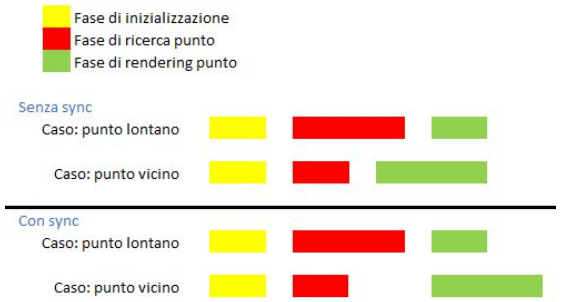 Fase di inizializzazione
Fase di ricerca punto
Fase di rendering punto
Senza sync
Caso: punto lontano
Caso: punto vicino
Con sync
Caso: punto lontano
Caso: punto vicino